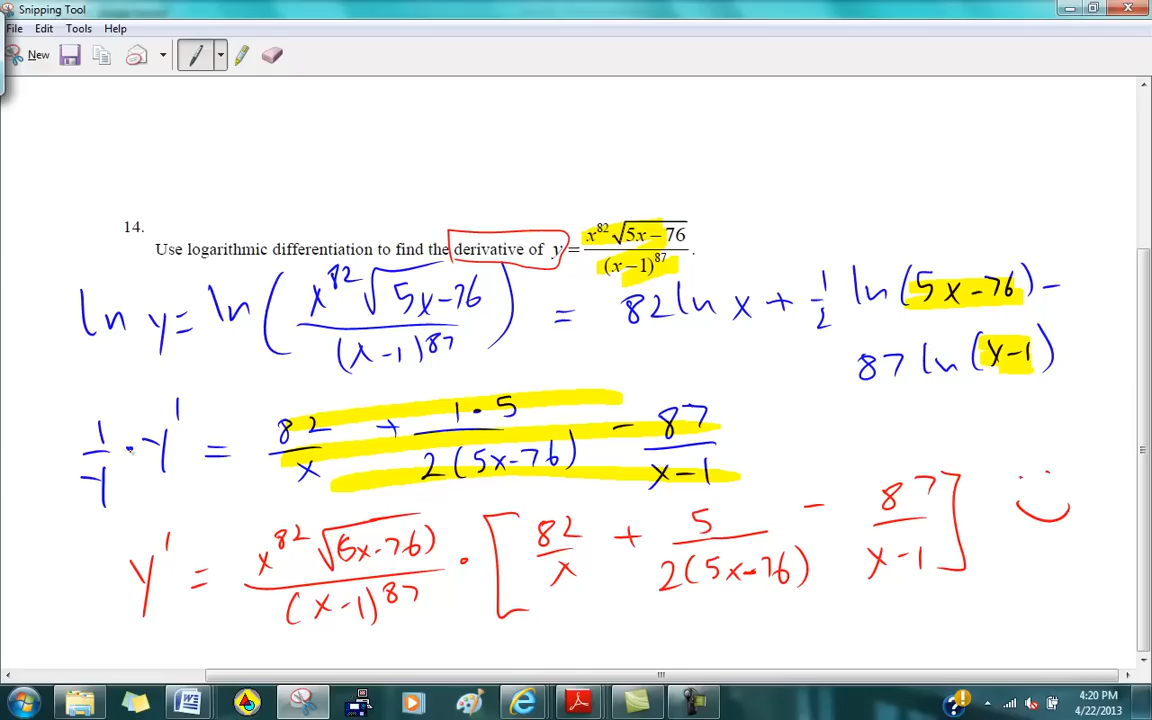 Snipping Tool
File Edit Tools Help
New
14.
Use logarithmic differentiation to find the derivative of y = x^82 √(5x−76) / (x−1)^87.
ln y = ln ( x^82 √(5x-76) / (x-1)^87 ) = 82 ln x + 1/2 ln (5x-76) -
87 ln (x-1)
1/y • y' = 82/x + 1•5 / 2(5x-76) - 87/(x-1)
y' = x^82 √(5x-76) / (x-1)^87 • [ 82/x + 5 / 2(5x-76) - 87/(x-1) ]
4:20 PM
4/22/2013